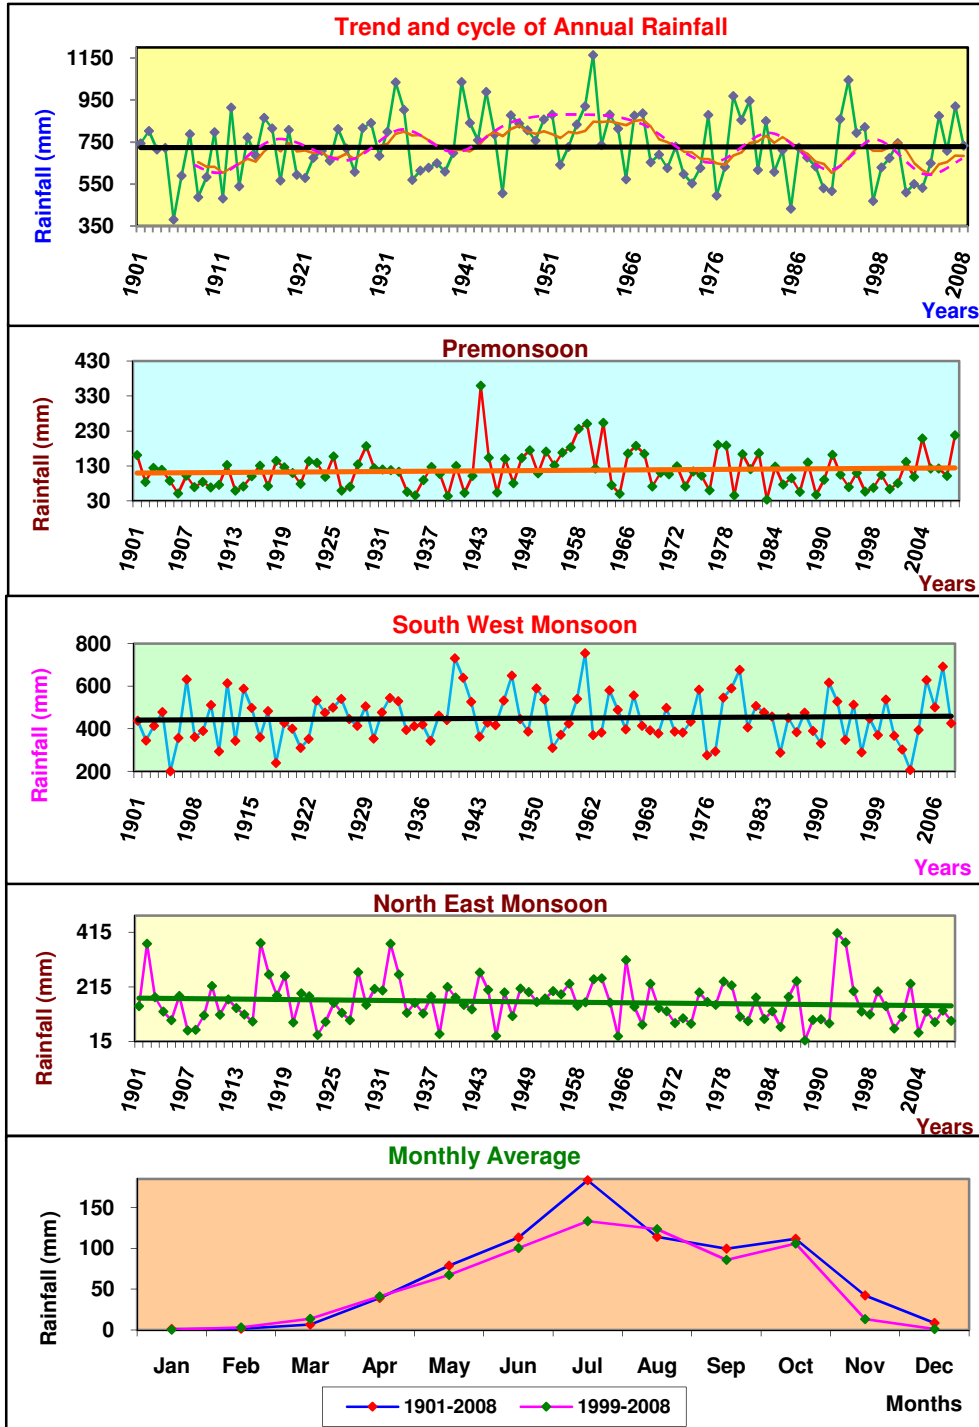 Trend and cycle of Annual Rainfall
Rainfall (mm)
1150
950
750
550
350
1901 1911 1921 1931 1941 1951 1966 1976 1986 1998 2008
Years
Premonsoon
Rainfall (mm)
430
330
230
130
30
1901 1907 1913 1919 1925 1931 1937 1943 1949 1958 1966 1972 1978 1984 1990 1998 2004
Years
South West Monsoon
Rainfall (mm)
800
600
400
200
1901 1908 1915 1922 1929 1936 1943 1950 1962 1969 1976 1983 1992 1999 2006
Years
North East Monsoon
Rainfall (mm)
415
215
15
1901 1907 1913 1919 1925 1931 1937 1943 1949 1958 1966 1972 1978 1984 1990 1998 2004
Years
Monthly Average
Rainfall (mm)
150
100
50
0
Jan Feb Mar Apr May Jun Jul Aug Sep Oct Nov Dec
1901-2008 1999-2008
Months